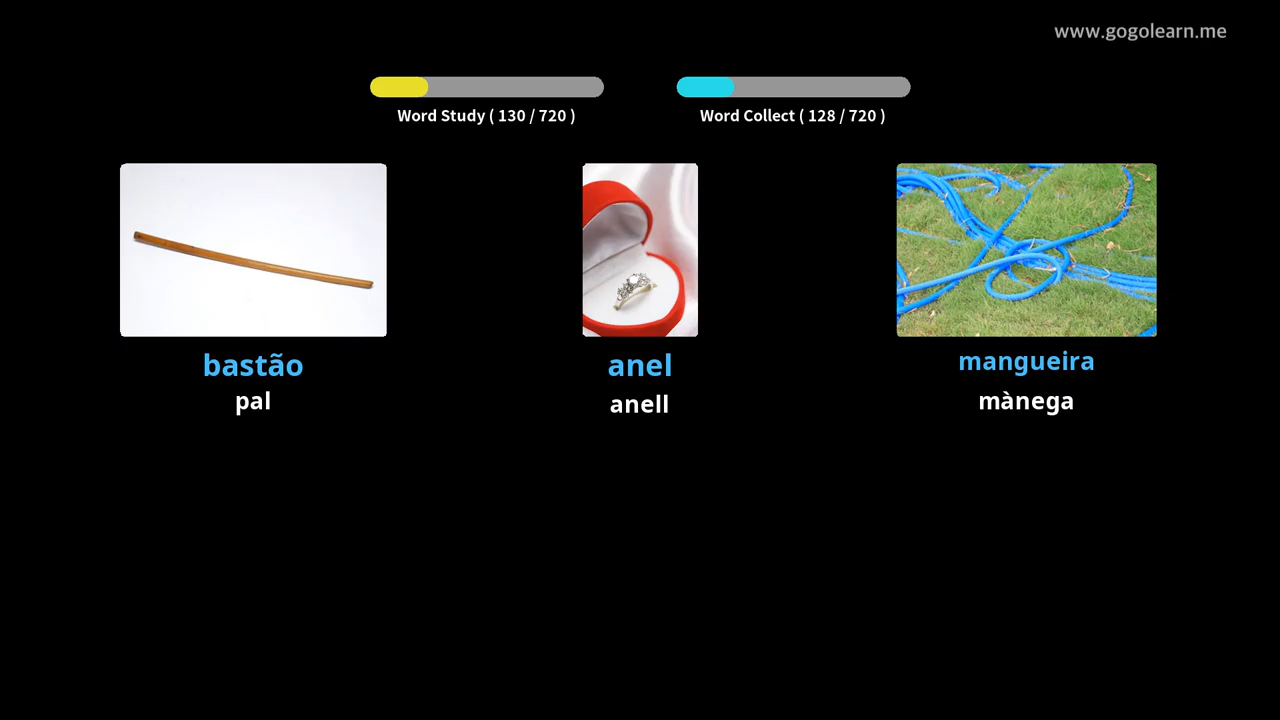 www.gogolearn.me
Word Study ( 130 / 720 )
Word Collect ( 128 / 720 )
bastão
pal
anel
anell
mangueira
mànega